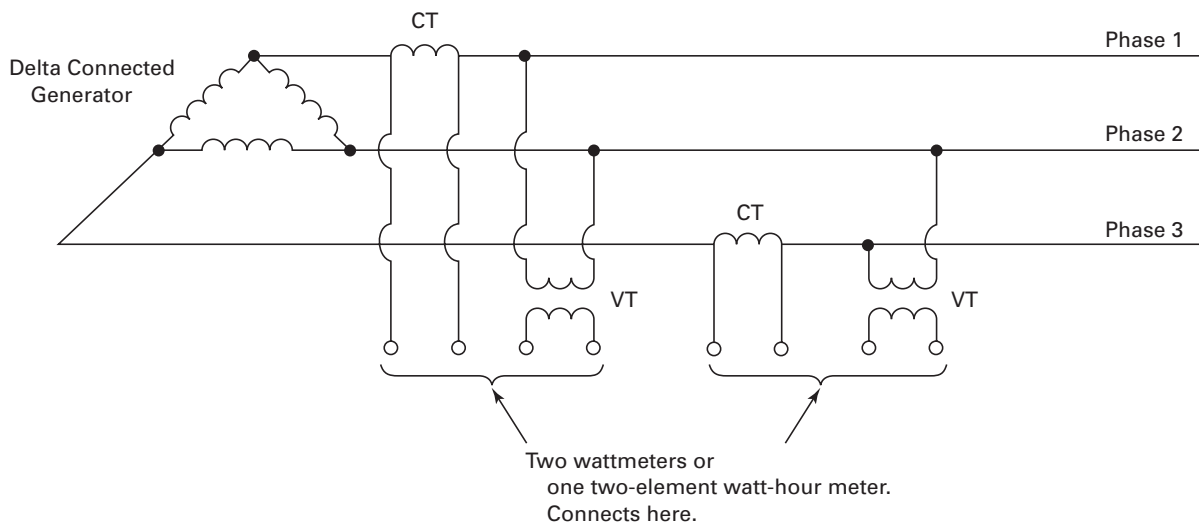 CT
Phase 1
Delta Connected
Generator
Phase 2
CT
Phase 3
VT
VT
Two wattmeters or
one two-element watt-hour meter.
Connects here.